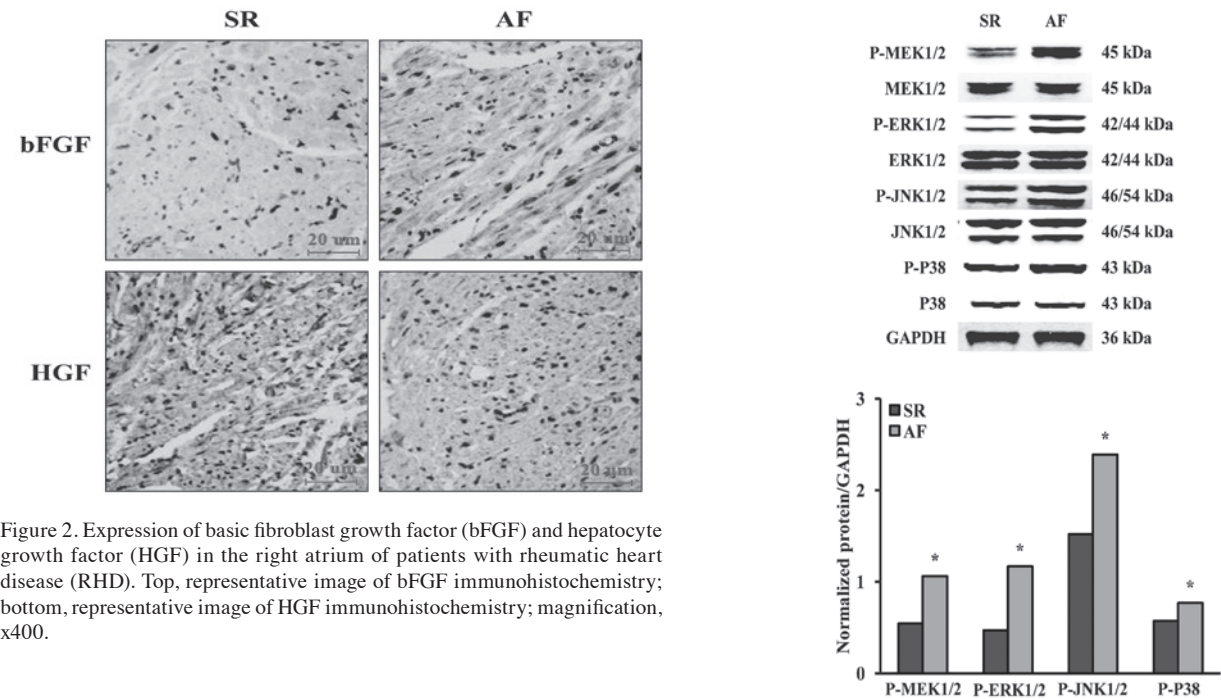 SR AF
bFGF
20 um 20 um
HGF
20 um 20 um
Figure 2. Expression of basic fibroblast growth factor (bFGF) and hepatocyte
growth factor (HGF) in the right atrium of patients with rheumatic heart
disease (RHD). Top, representative image of bFGF immunohistochemistry;
bottom, representative image of HGF immunohistochemistry; magnification,
x400.
SR AF
P-MEK1/2 45 kDa
MEK1/2 45 kDa
P-ERK1/2 42/44 kDa
ERK1/2 42/44 kDa
P-JNK1/2 46/54 kDa
JNK1/2 46/54 kDa
P-P38 43 kDa
P38 43 kDa
GAPDH 36 kDa
Normalized protein/GAPDH
3
2
1
0
SR
AF
* * * *
P-MEK1/2 P-ERK1/2 P-JNK1/2 P-P38